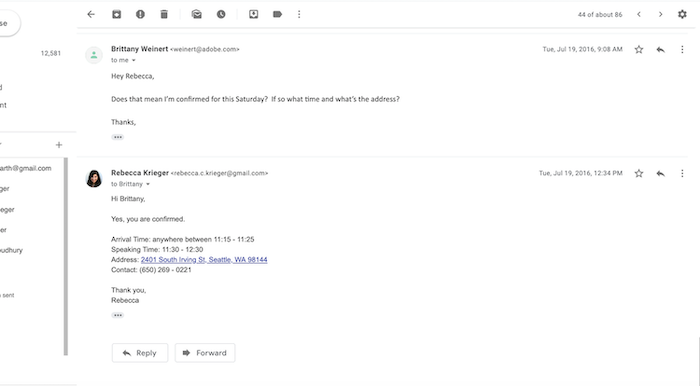 se
44 of about 86
12,581
Brittany Weinert <weinert@adobe.com>
Tue, Jul 19, 2016, 9:08 AM
to me
Hey Rebecca,
Does that mean I'm confirmed for this Saturday?  If so what time and what's the address?
Thanks,
d
nt
+
arth@gmail.com
ger
eger
er
oudhury
sent
Rebecca Krieger <rebecca.c.krieger@gmail.com>
Tue, Jul 19, 2016, 12:34 PM
to Brittany
Hi Brittany,
Yes, you are confirmed.
Arrival Time: anywhere between 11:15 - 11:25
Speaking Time: 11:30 - 12:30
Address: 2401 South Irving St, Seattle, WA 98144
Contact: (650) 269 - 0221
Thank you,
Rebecca
Reply
Forward